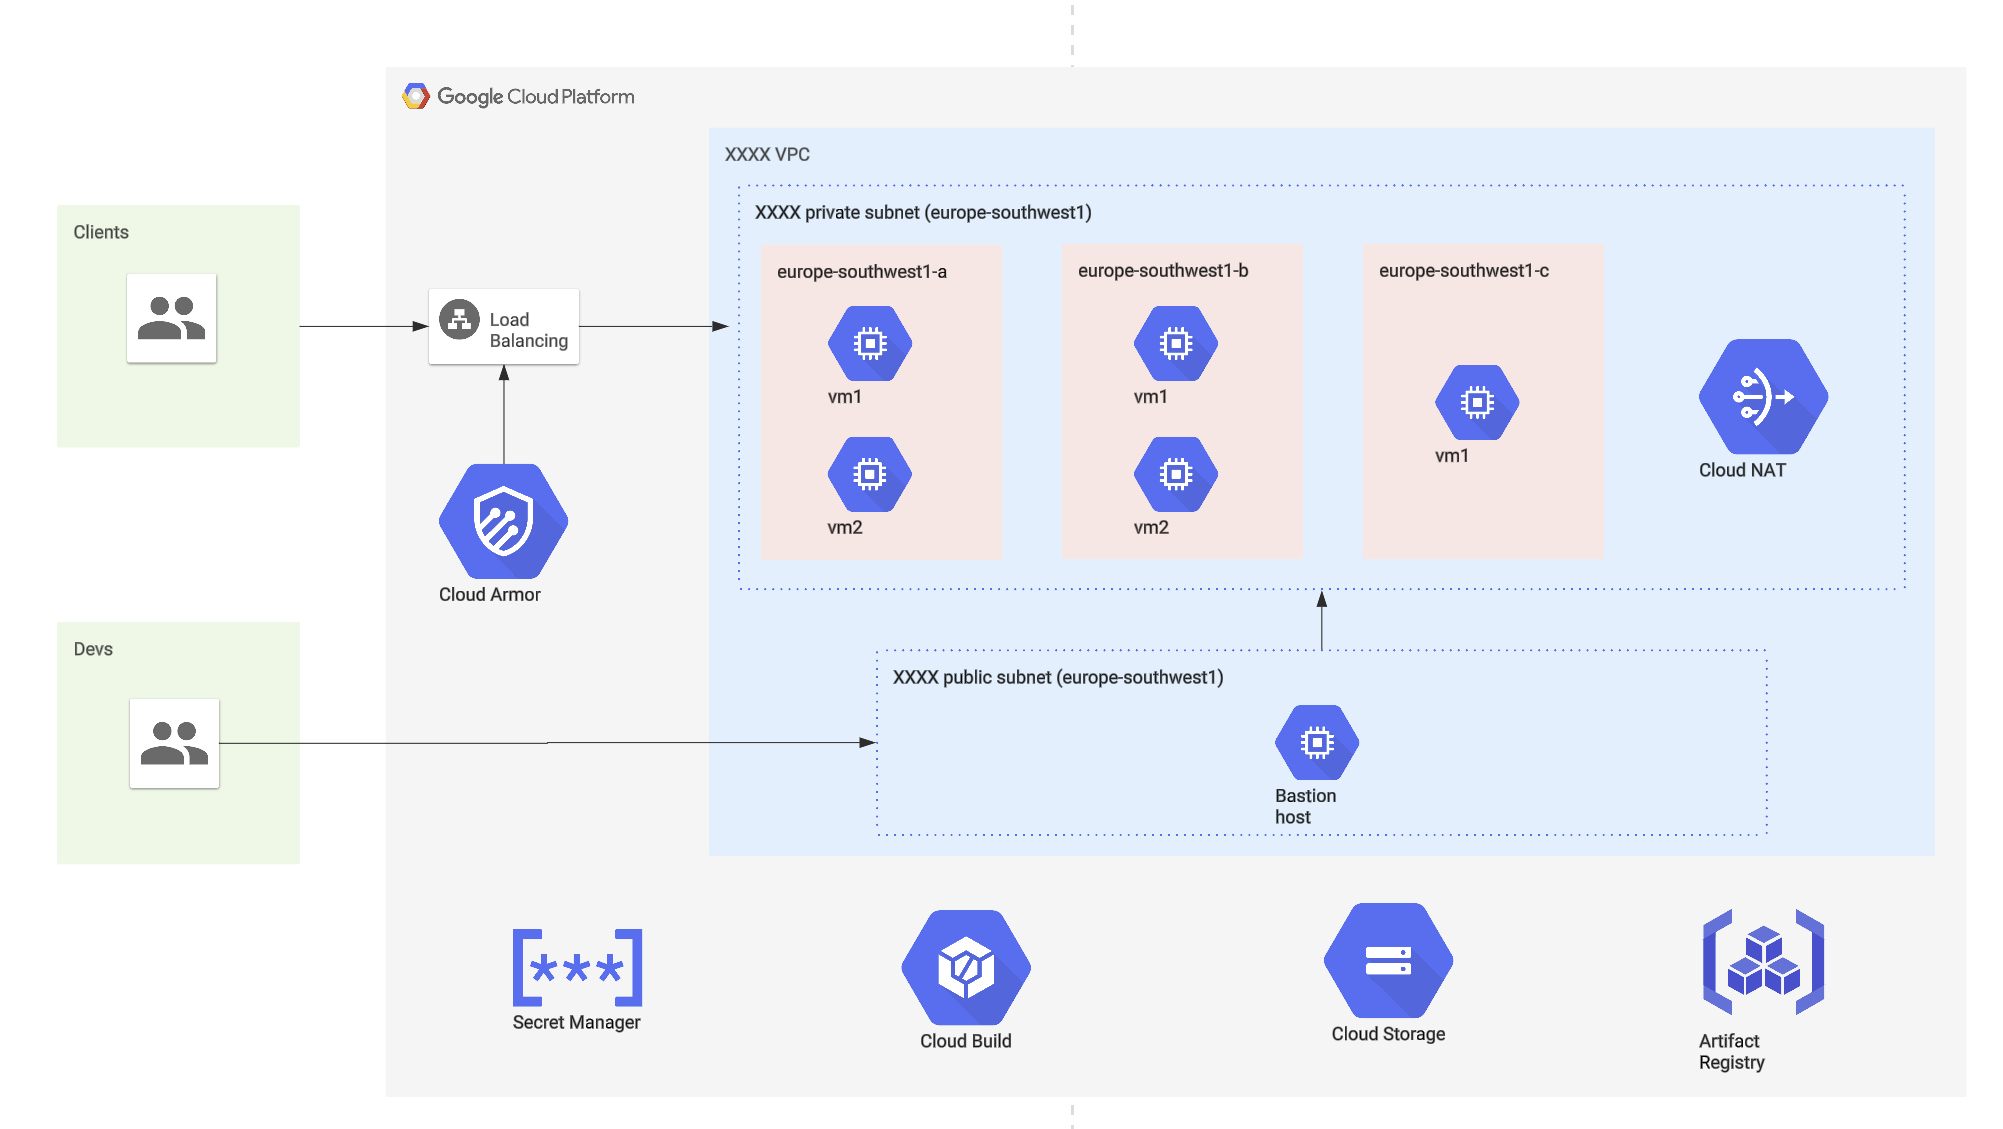 Google Cloud Platform
XXXX VPC
XXXX private subnet (europe-southwest1)
Clients
europe-southwest1-a
europe-southwest1-b
europe-southwest1-c
Load
Balancing
vm1
vm1
vm1
Cloud NAT
vm2
vm2
Cloud Armor
Devs
XXXX public subnet (europe-southwest1)
Bastion
host
Secret Manager
Cloud Build
Cloud Storage
Artifact
Registry